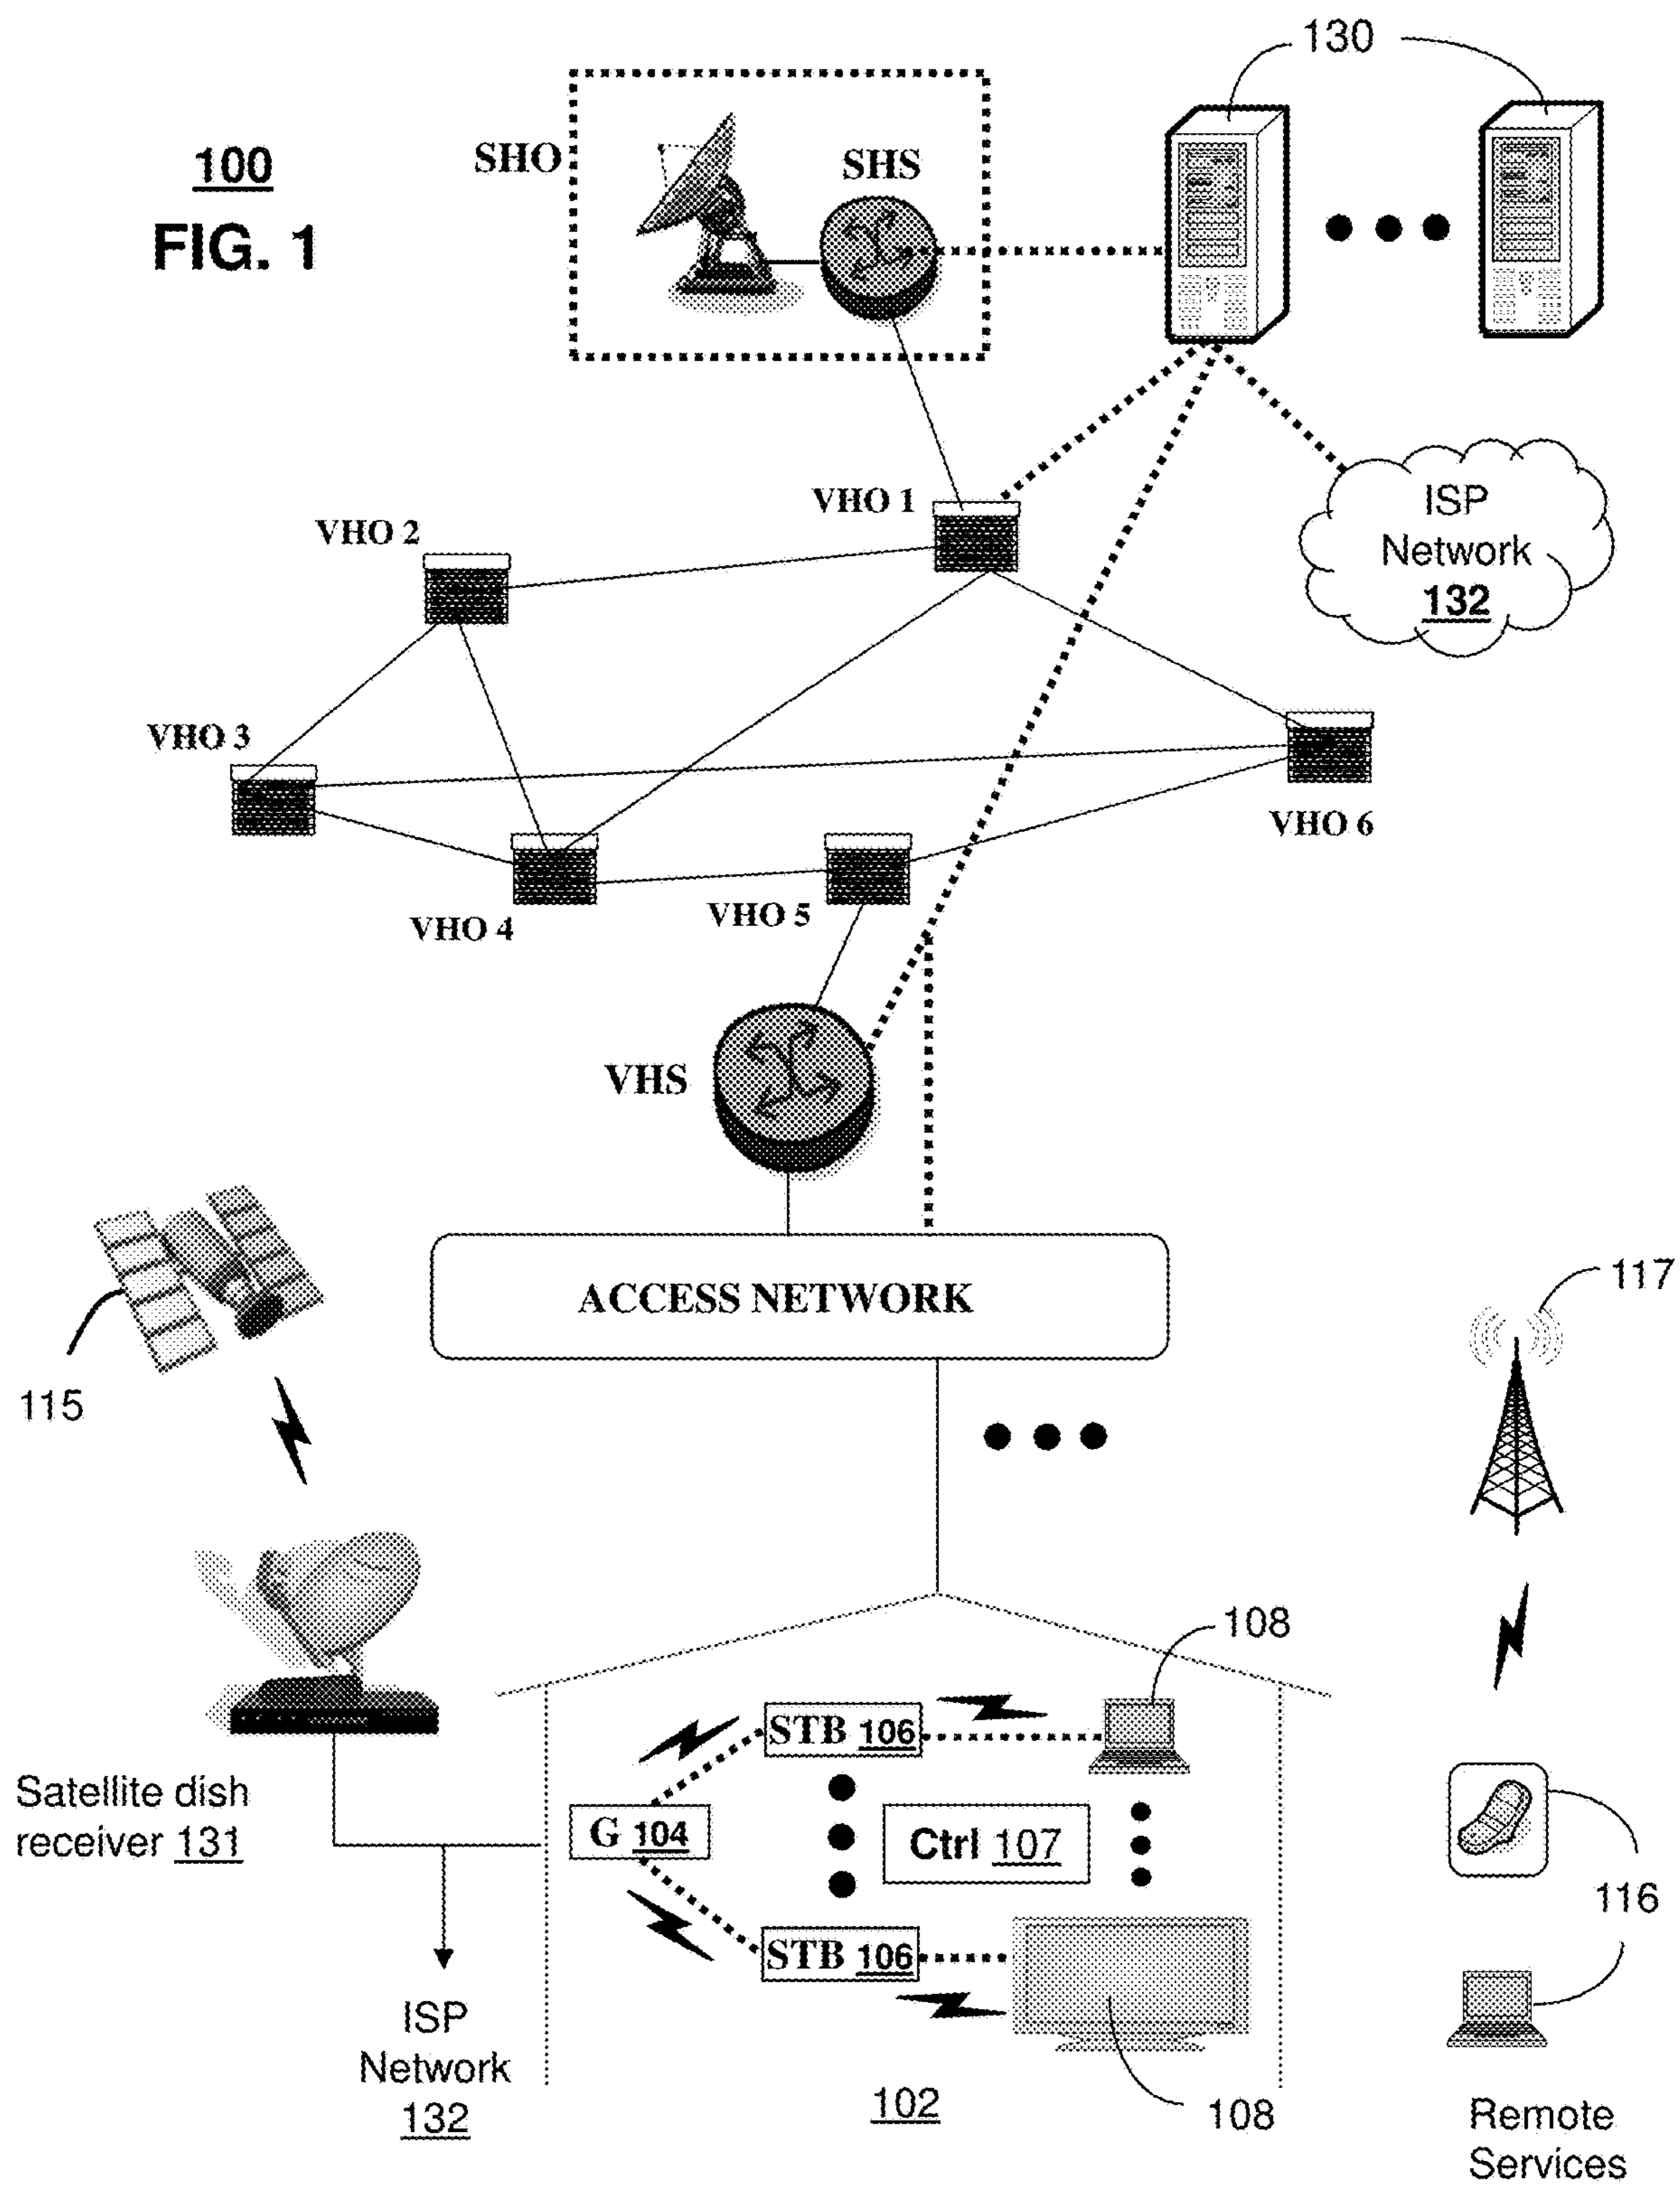 130
100
FIG. 1
SHO
SHS
VHO 1
ISP
Network
132
VHO 2
VHO 3
VHO 6
VHO 4
VHO 5
VHS
ACCESS NETWORK
117
115
108
STB 106
Satellite dish
receiver 131
G 104
Ctrl 107
116
STB 106
ISP
Network
132
102
108
Remote
Services